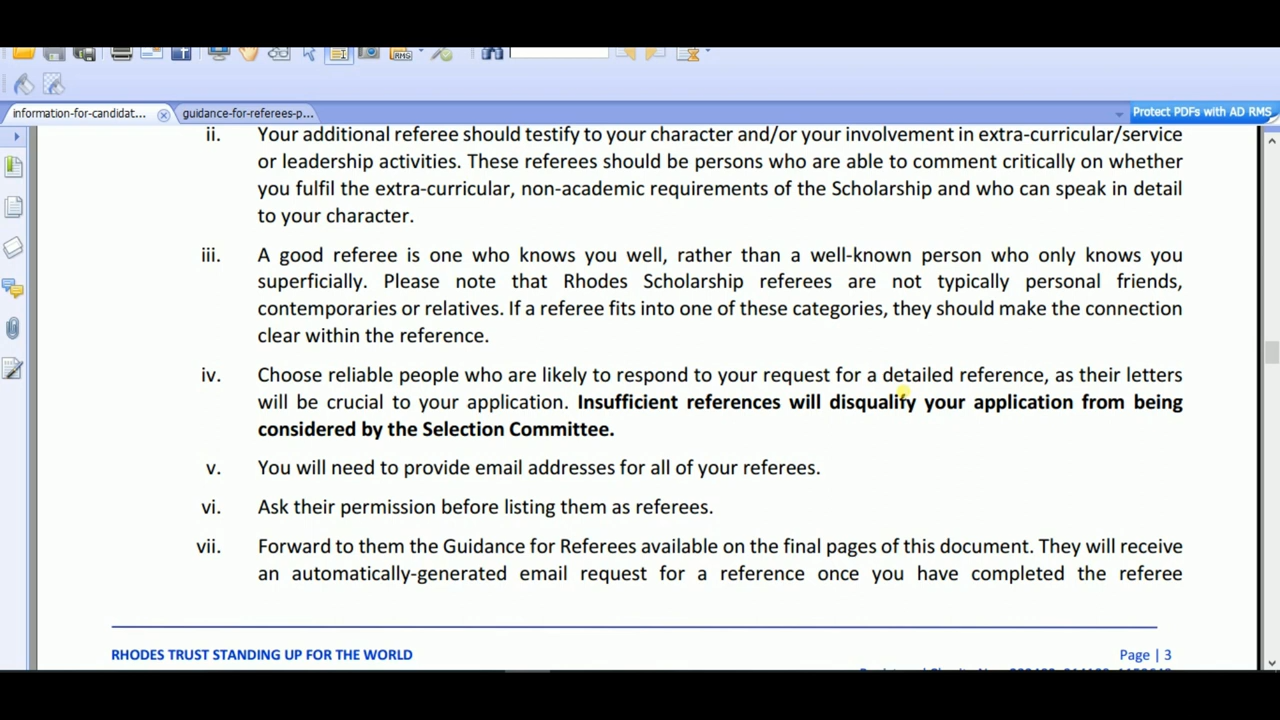 RMS
information-for-candidat...
guidance-for-referees-p...
Protect PDFs with AD RMS
ii. Your additional referee should testify to your character and/or your involvement in extra-curricular/service
or leadership activities. These referees should be persons who are able to comment critically on whether
you fulfil the extra-curricular, non-academic requirements of the Scholarship and who can speak in detail
to your character.
iii. A good referee is one who knows you well, rather than a well-known person who only knows you
superficially. Please note that Rhodes Scholarship referees are not typically personal friends,
contemporaries or relatives. If a referee fits into one of these categories, they should make the connection
clear within the reference.
iv. Choose reliable people who are likely to respond to your request for a detailed reference, as their letters
will be crucial to your application. Insufficient references will disqualify your application from being
considered by the Selection Committee.
v. You will need to provide email addresses for all of your referees.
vi. Ask their permission before listing them as referees.
vii. Forward to them the Guidance for Referees available on the final pages of this document. They will receive
an automatically-generated email request for a reference once you have completed the referee
RHODES TRUST STANDING UP FOR THE WORLD
Page | 3